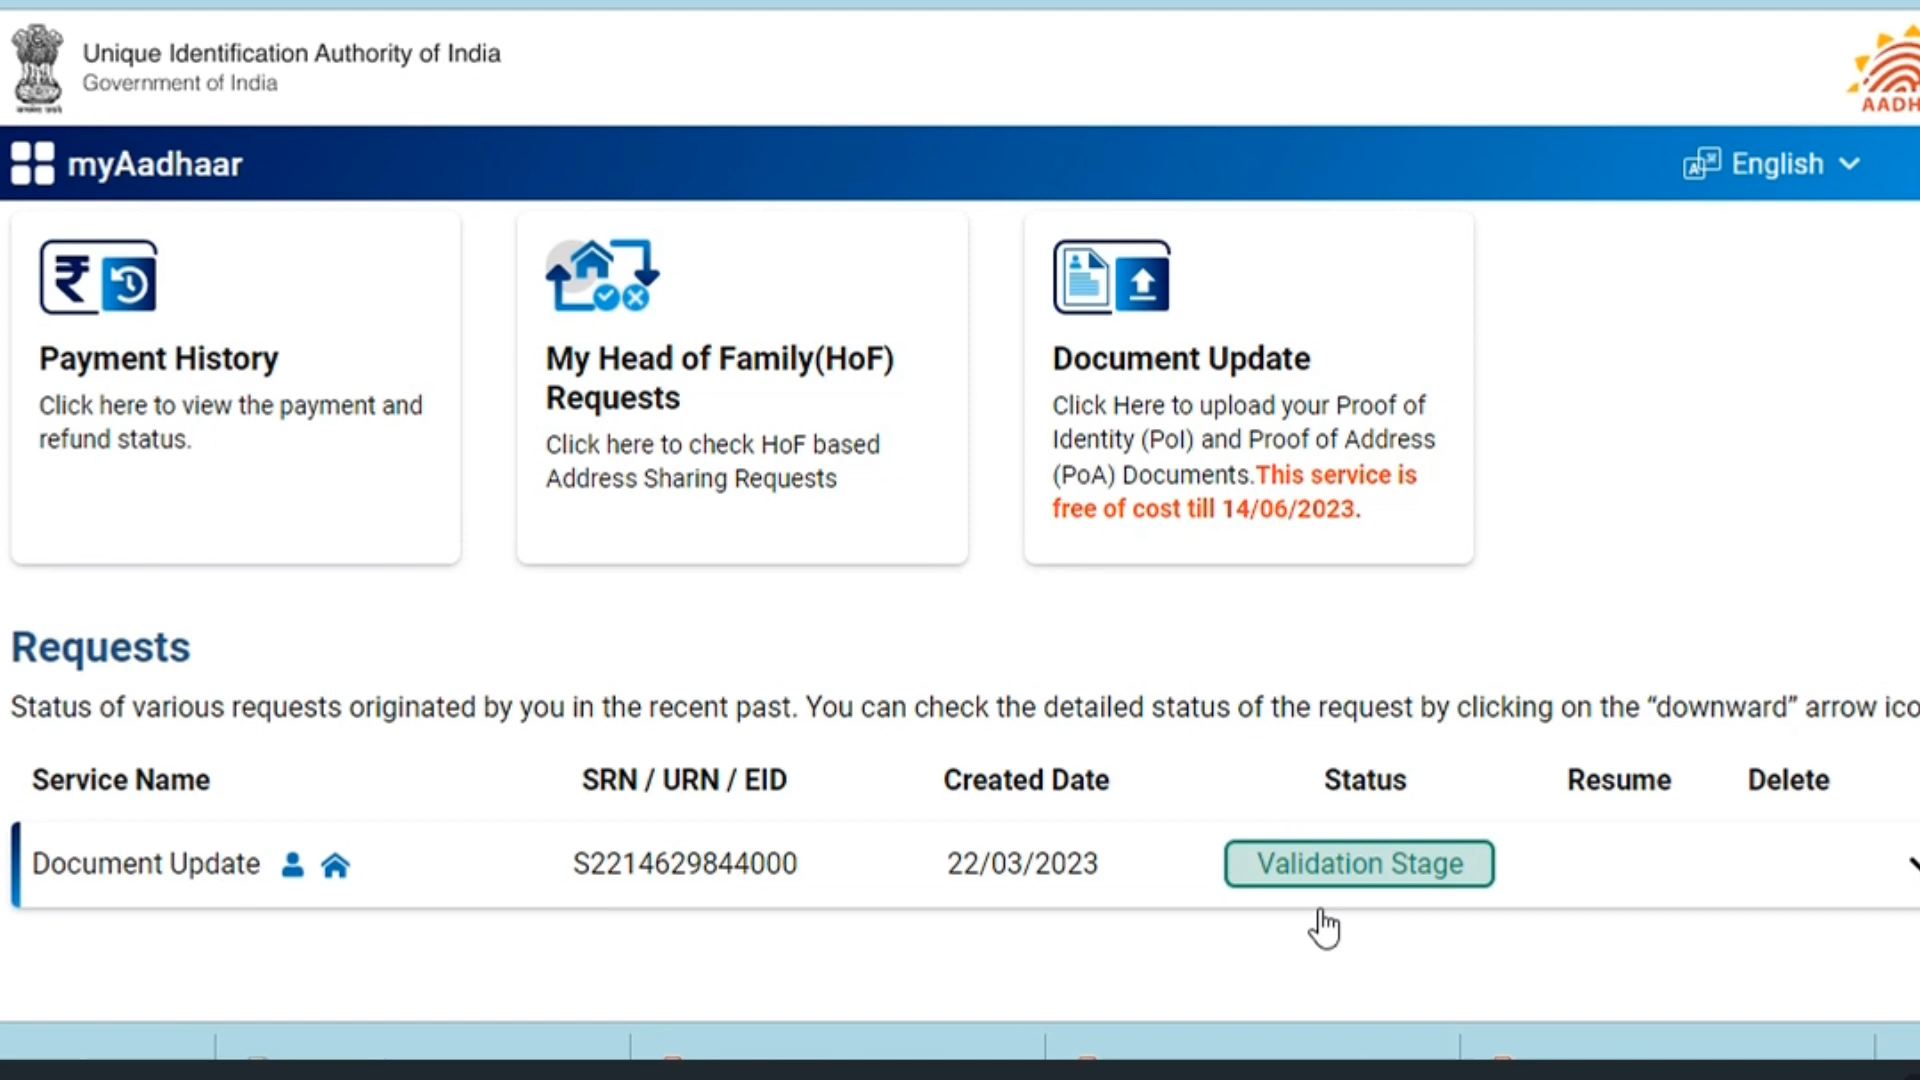 Unique Identification Authority of India
Government of India
AADH
myAadhaar
English
Payment History
Click here to view the payment and
refund status.
My Head of Family(HoF)
Requests
Click here to check HoF based
Address Sharing Requests
Document Update
Click Here to upload your Proof of
Identity (PoI) and Proof of Address
(PoA) Documents.This service is
free of cost till 14/06/2023.
Requests
Status of various requests originated by you in the recent past. You can check the detailed status of the request by clicking on the “downward” arrow ico
Service Name SRN / URN / EID Created Date Status Resume Delete
Document Update S2214629844000 22/03/2023 Validation Stage